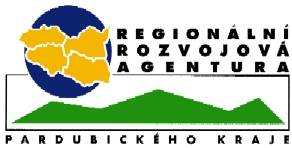 REGIONÁLNÍ
ROZVOJOVÁ
AGENTURA
PARDUBICKÉHO KRAJE